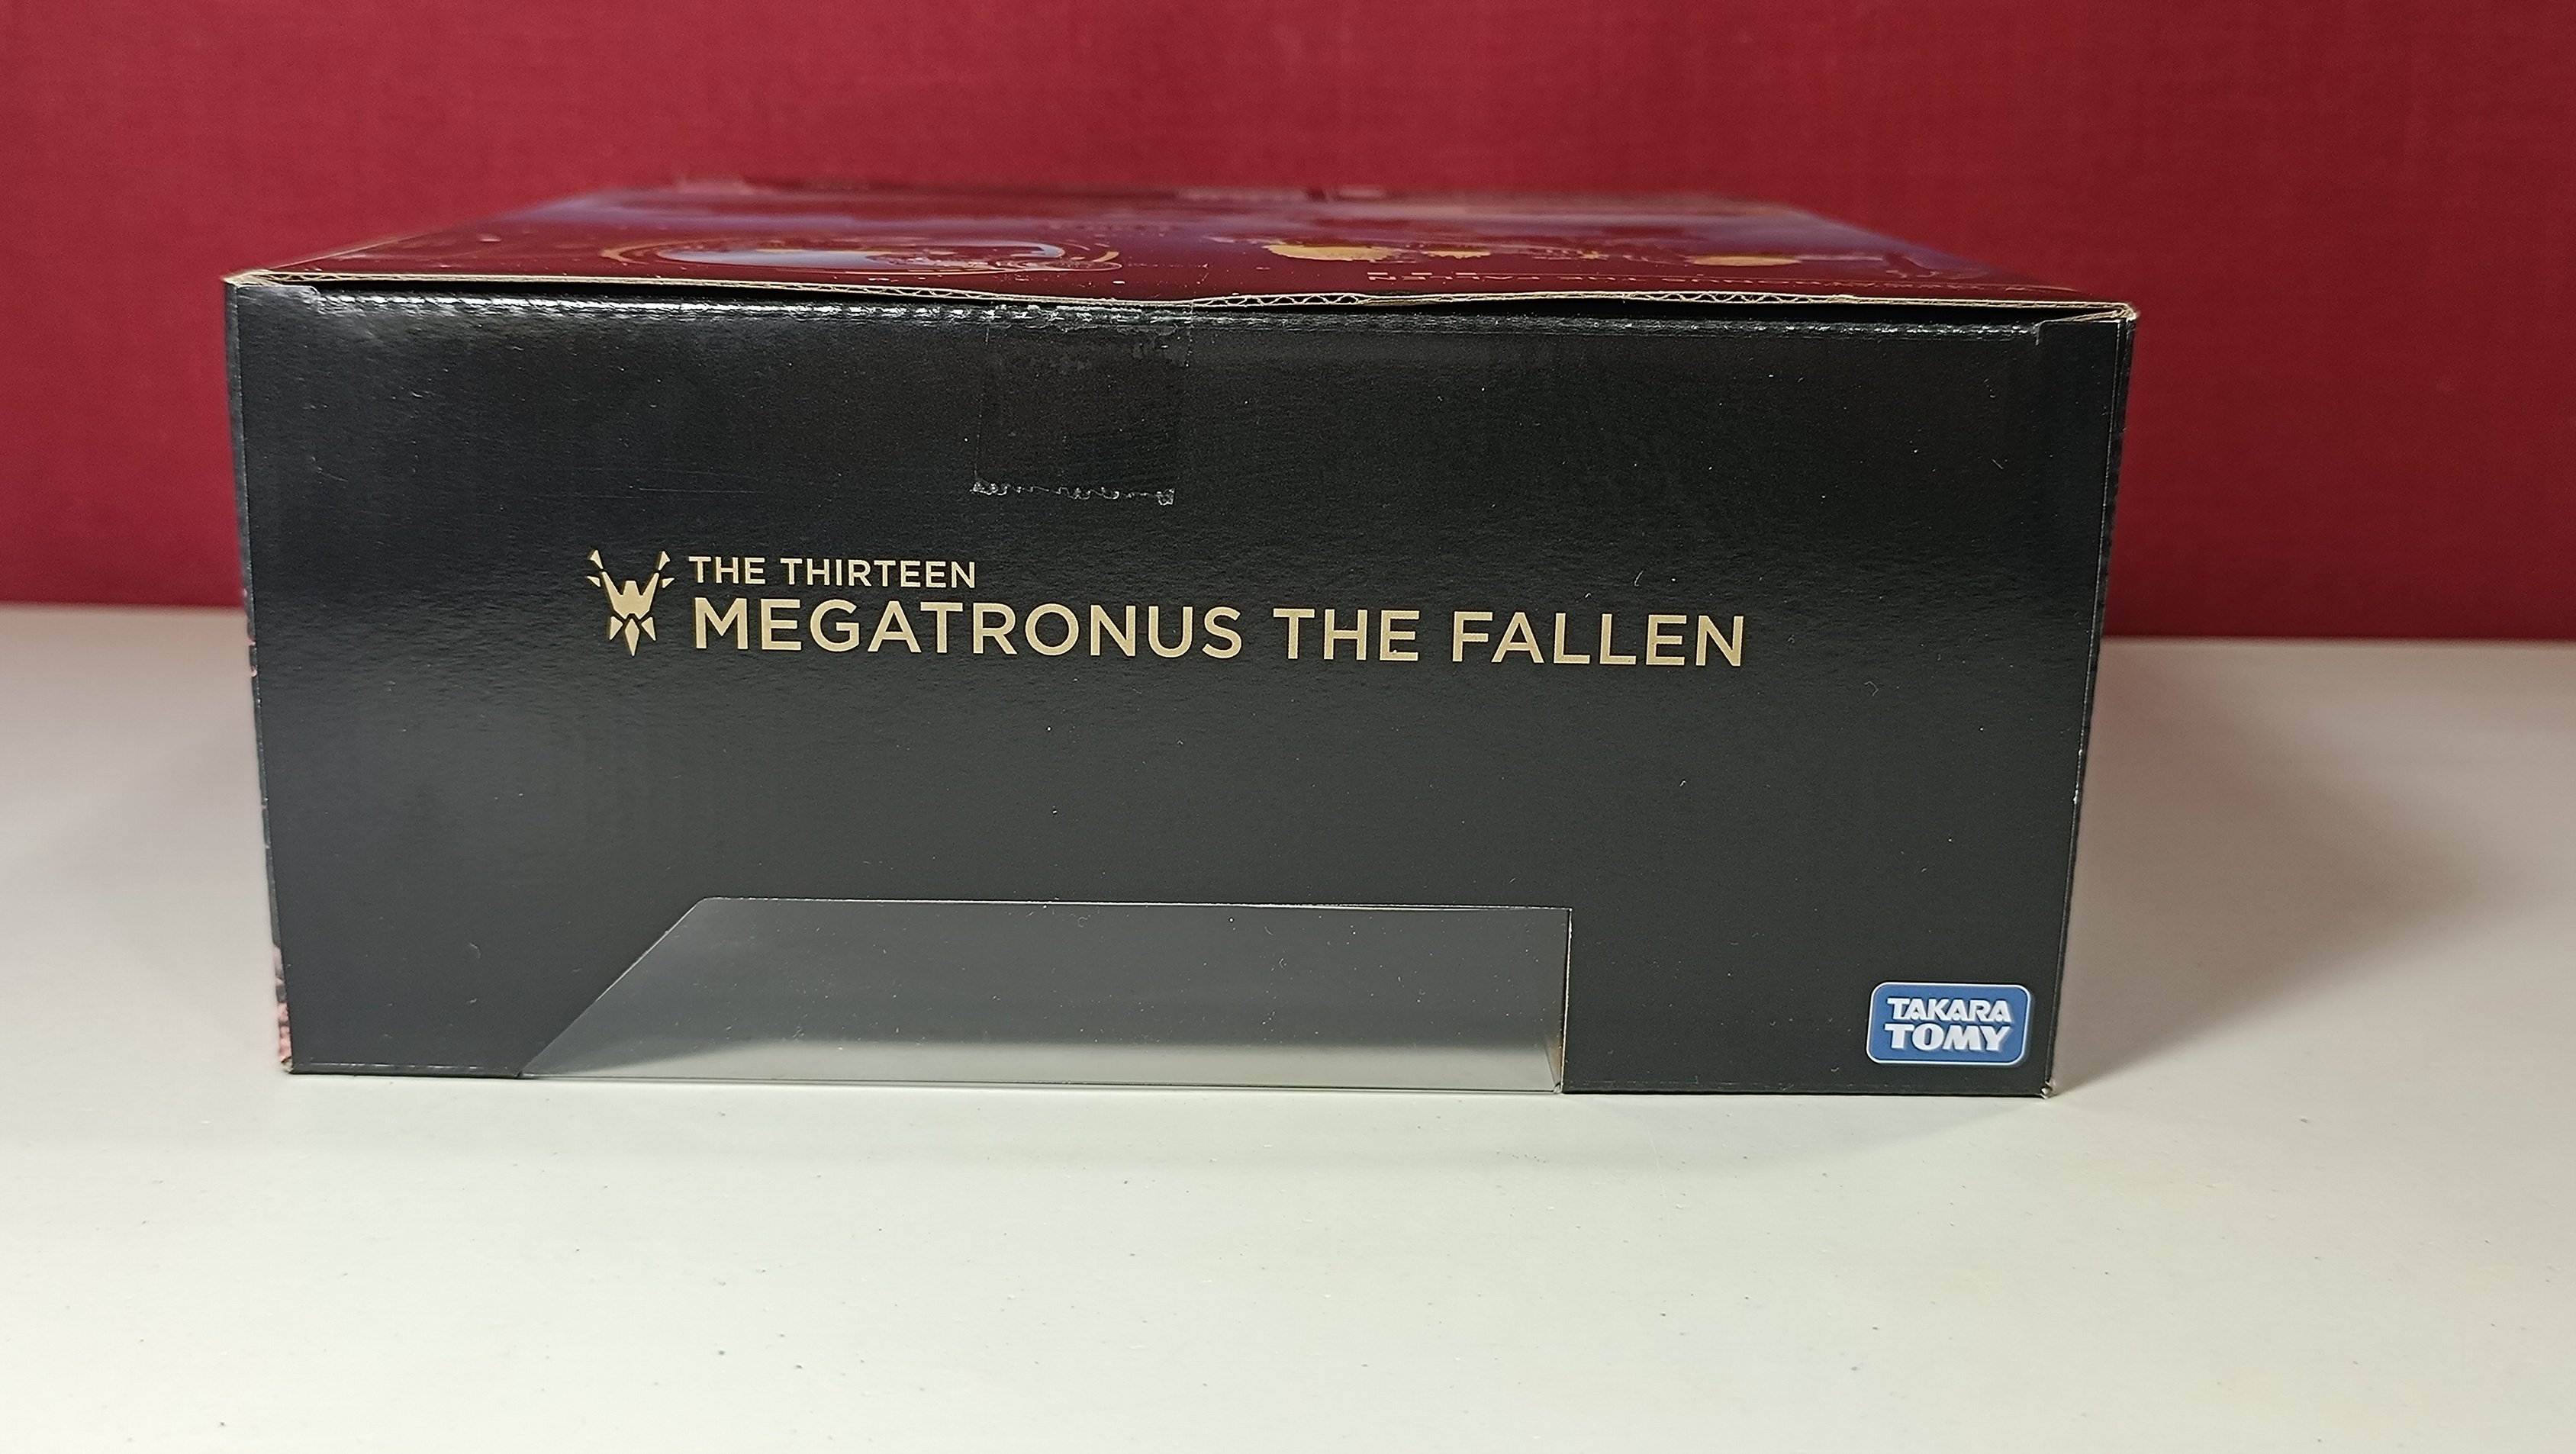 THE THIRTEEN
MEGATRONUS THE FALLEN
TAKARA
TOMY